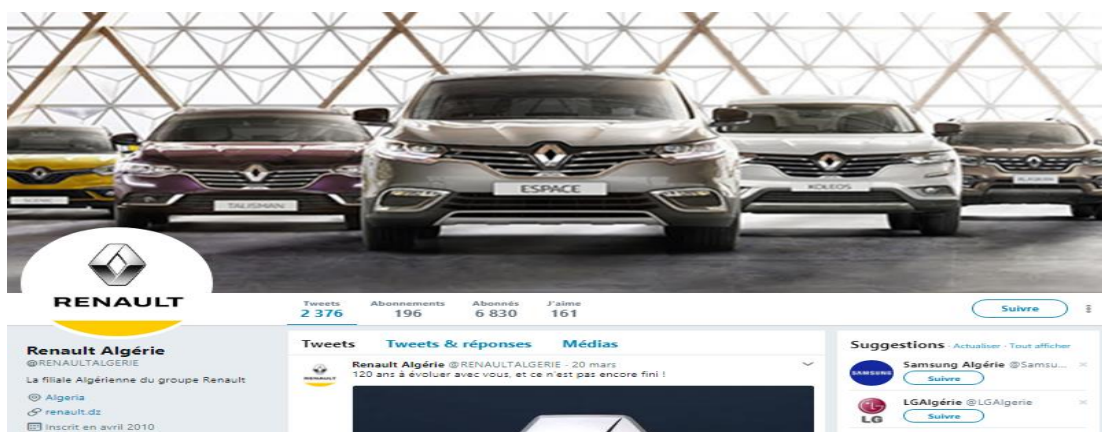 SCENIC
TALISMAN
ESPACE
KOLEOS
ALASKAN
RENAULT
Tweets
2 376
Abonnements
196
Abonnés
6 830
J'aime
161
Suivre
Renault Algérie
@RENAULTALGERIE
La filiale Algérienne du groupe Renault
Algeria
renault.dz
Inscrit en avril 2010
Tweets Tweets & réponses Médias
RENAULT
Renault Algérie @RENAULTALGERIE · 20 mars
120 ans à évoluer avec vous, et ce n'est pas encore fini !
Suggestions · Actualiser · Tout afficher
SAMSUNG
Samsung Algérie @Samsu...
Suivre
LG
LGAlgérie @LGAlgerie
Suivre